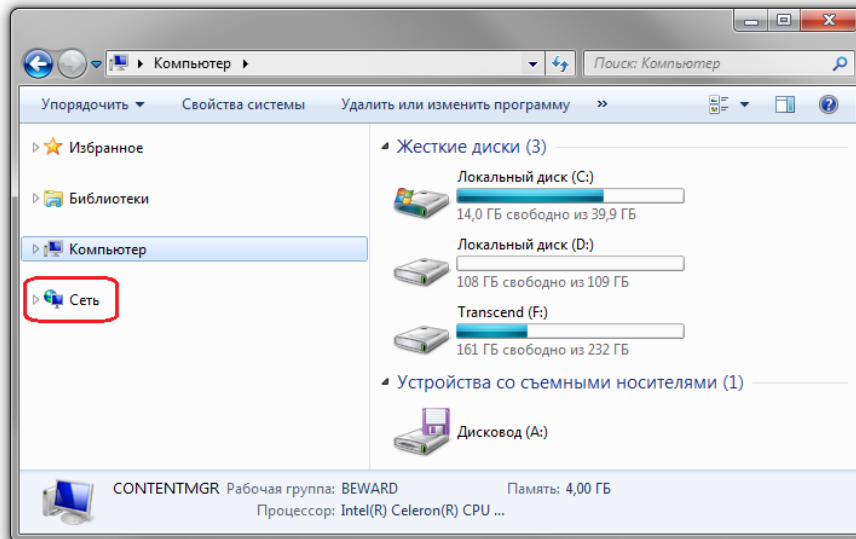 Компьютер
Поиск: Компьютер
Упорядочить Свойства системы Удалить или изменить программу »
Избранное
Библиотеки
Компьютер
Сеть
Жесткие диски (3)
Локальный диск (C:)
14,0 ГБ свободно из 39,9 ГБ
Локальный диск (D:)
108 ГБ свободно из 109 ГБ
Transcend (F:)
161 ГБ свободно из 232 ГБ
Устройства со съемными носителями (1)
Дисковод (A:)
CONTENTMGR Рабочая группа: BEWARD Память: 4,00 ГБ
Процессор: Intel(R) Celeron(R) CPU ...